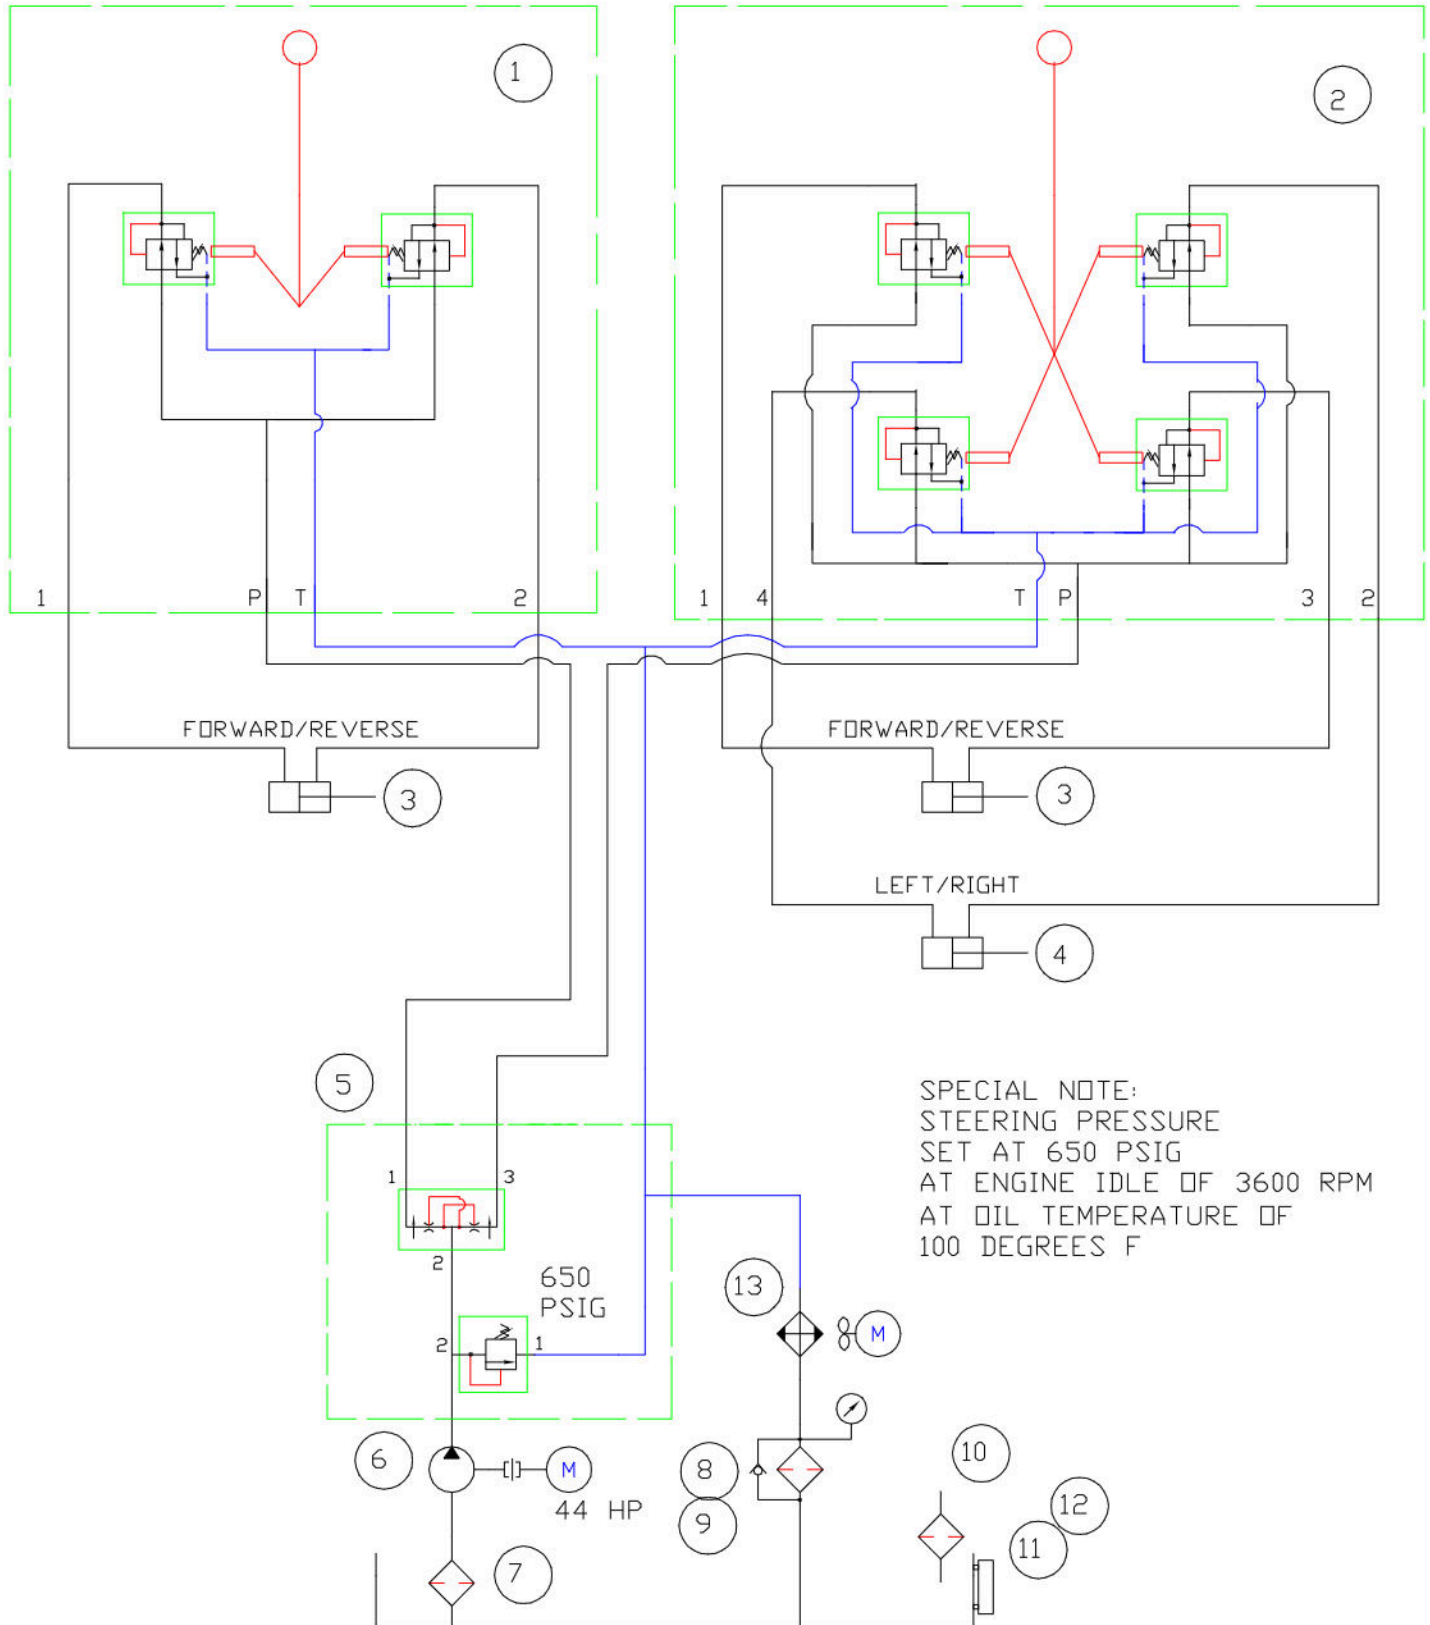 1
2
1 P T 2
1 4 T P 3 2
FORWARD/REVERSE
3
FORWARD/REVERSE
3
LEFT/RIGHT
4
5
SPECIAL NOTE:
STEERING PRESSURE
SET AT 650 PSIG
AT ENGINE IDLE OF 3600 RPM
AT OIL TEMPERATURE OF
100 DEGREES F
1 3
2
650
PSIG
2 1
13
M
6
M
44 HP
8
9
10
12
11
7